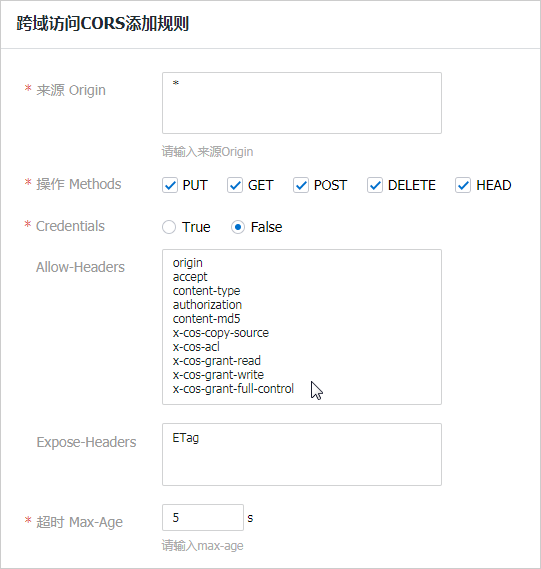 跨域访问CORS添加规则
* 来源 Origin
*
请输入来源Origin
* 操作 Methods
PUT GET POST DELETE HEAD
* Credentials
True False
Allow-Headers
origin
accept
content-type
authorization
content-md5
x-cos-copy-source
x-cos-acl
x-cos-grant-read
x-cos-grant-write
x-cos-grant-full-control
Expose-Headers
ETag
* 超时 Max-Age
5 s
请输入max-age